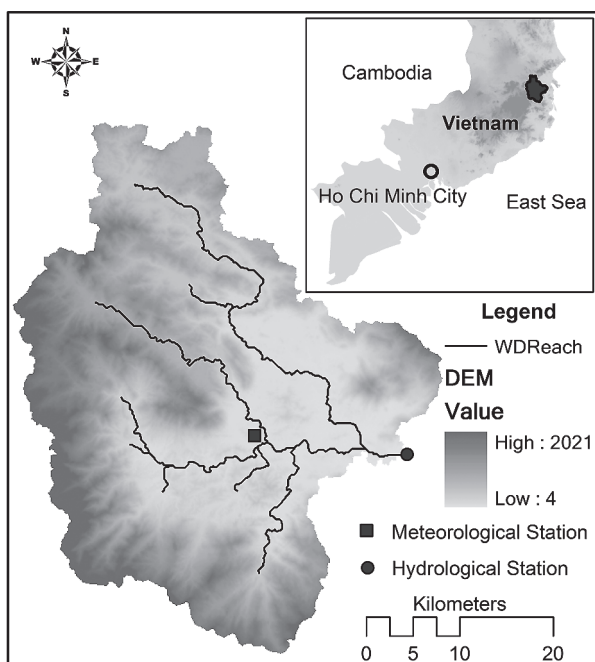 N
W E
S
Cambodia
Vietnam
Ho Chi Minh City
East Sea
Legend
WDReach
DEM
Value
High : 2021
Low : 4
Meteorological Station
Hydrological Station
Kilometers
0 5 10 20